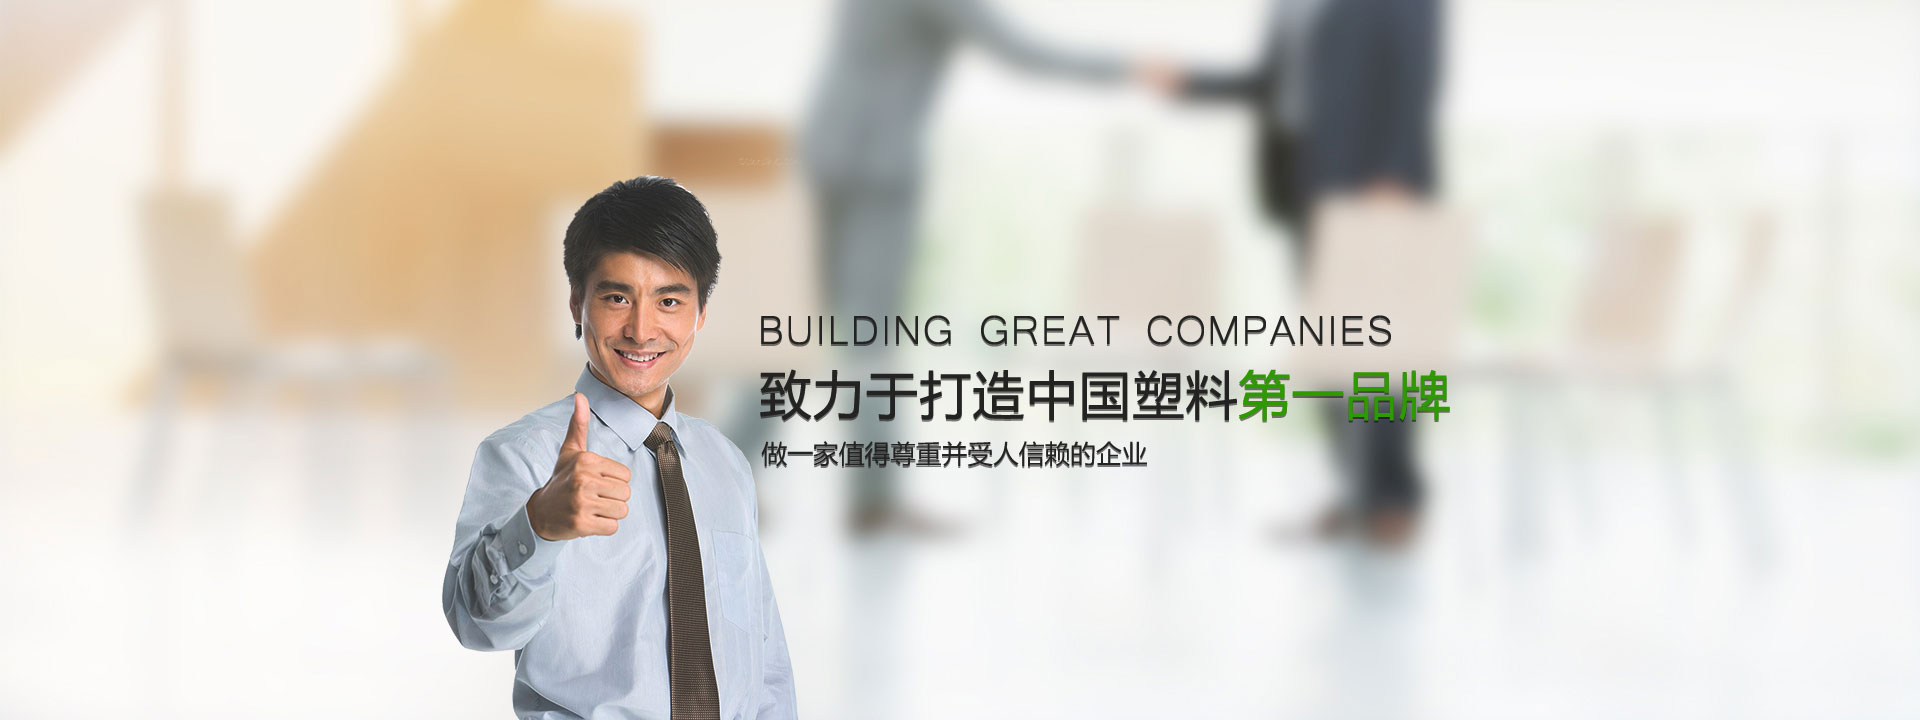 BUILDING GREAT COMPANIES
致力于打造中国塑料第一品牌
做一家值得尊重并受人信赖的企业